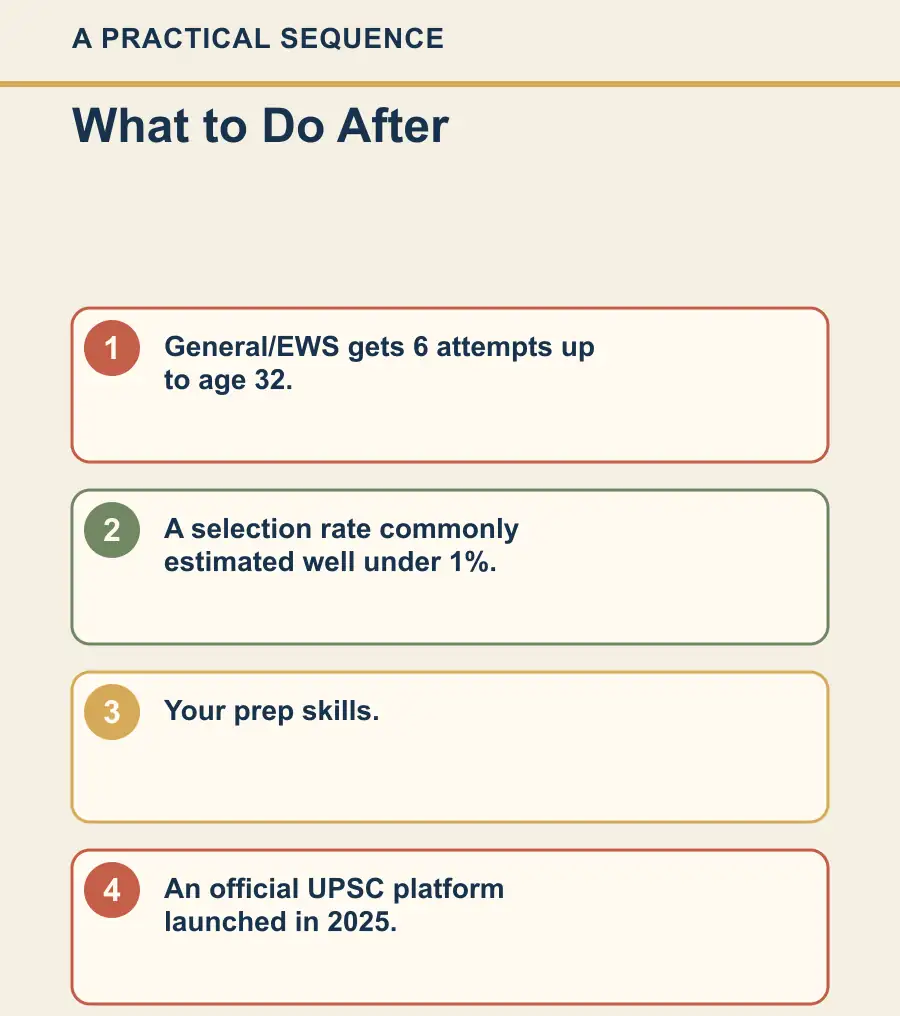 A PRACTICAL SEQUENCE
What to Do After
1
General/EWS gets 6 attempts up
to age 32.
2
A selection rate commonly
estimated well under 1%.
3
Your prep skills.
4
An official UPSC platform
launched in 2025.